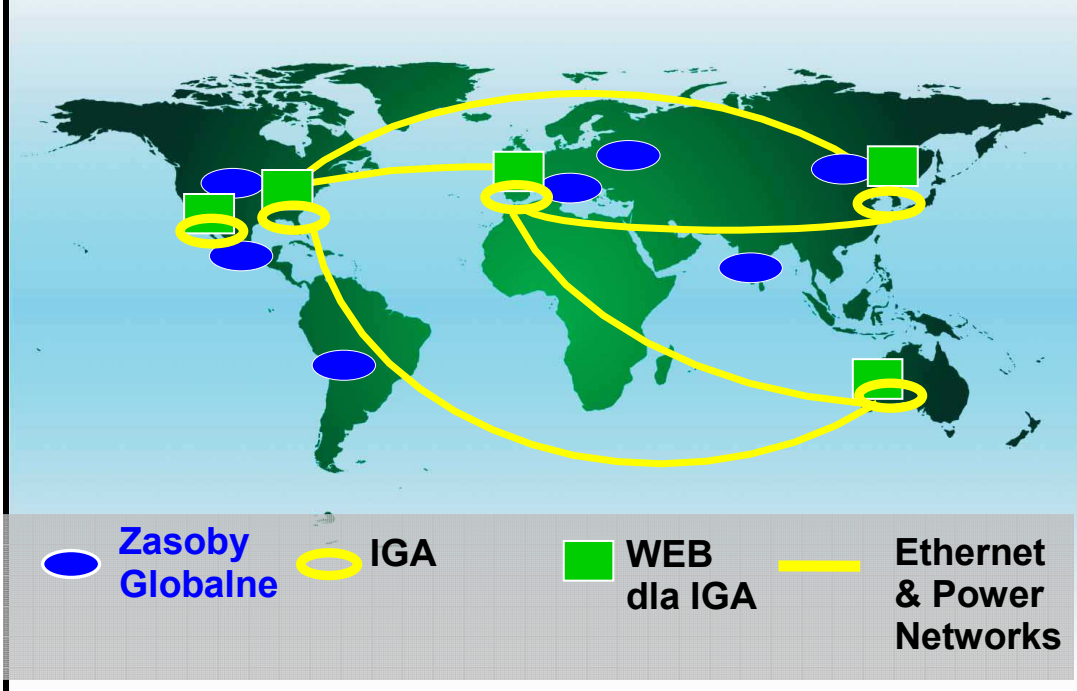 Zasoby
Globalne
IGA
WEB
dla IGA
Ethernet
& Power
Networks